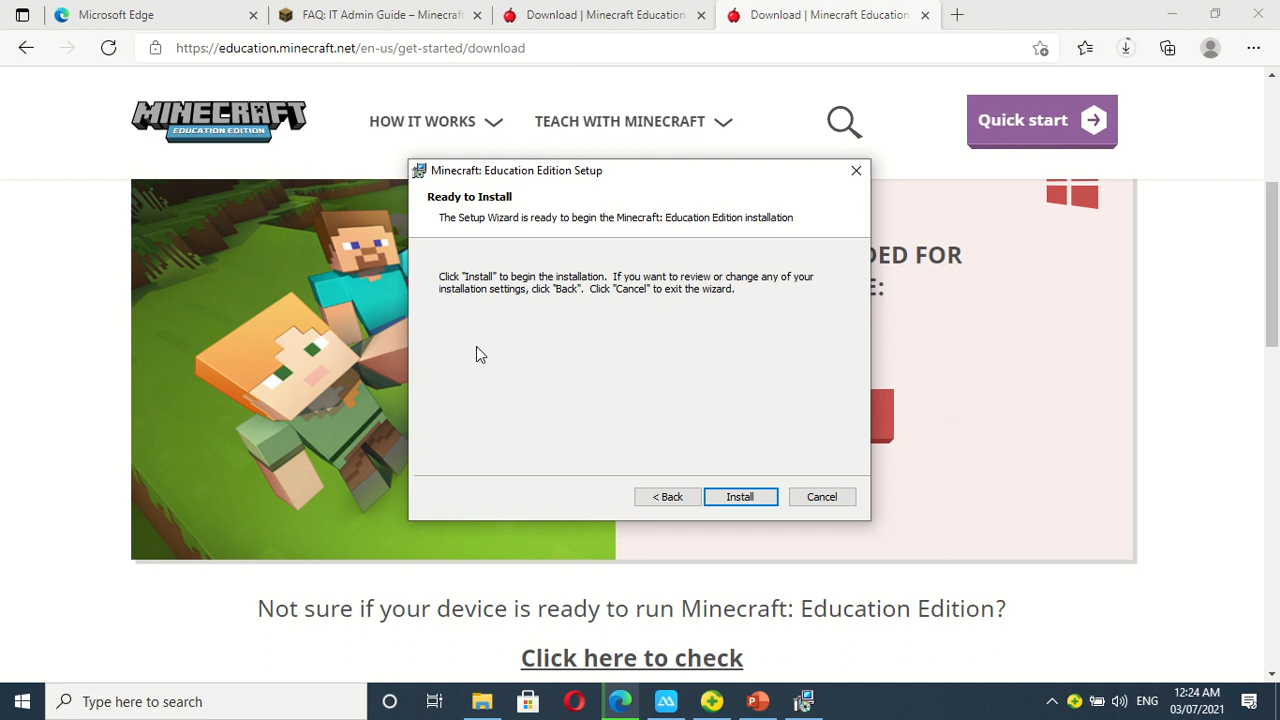 Microsoft Edge
FAQ: IT Admin Guide – Minecraf
Download | Minecraft Education
Download | Minecraft Education
https://education.minecraft.net/en-us/get-started/download
MINECRAFT
EDUCATION EDITION
HOW IT WORKS
TEACH WITH MINECRAFT
Quick start
Minecraft: Education Edition Setup
Ready to Install
The Setup Wizard is ready to begin the Minecraft: Education Edition installation
Click "Install" to begin the installation. If you want to review or change any of your
installation settings, click "Back". Click "Cancel" to exit the wizard.
DED FOR
E:
< Back
Install
Cancel
Not sure if your device is ready to run Minecraft: Education Edition?
Click here to check
Type here to search
ENG
12:24 AM
03/07/2021